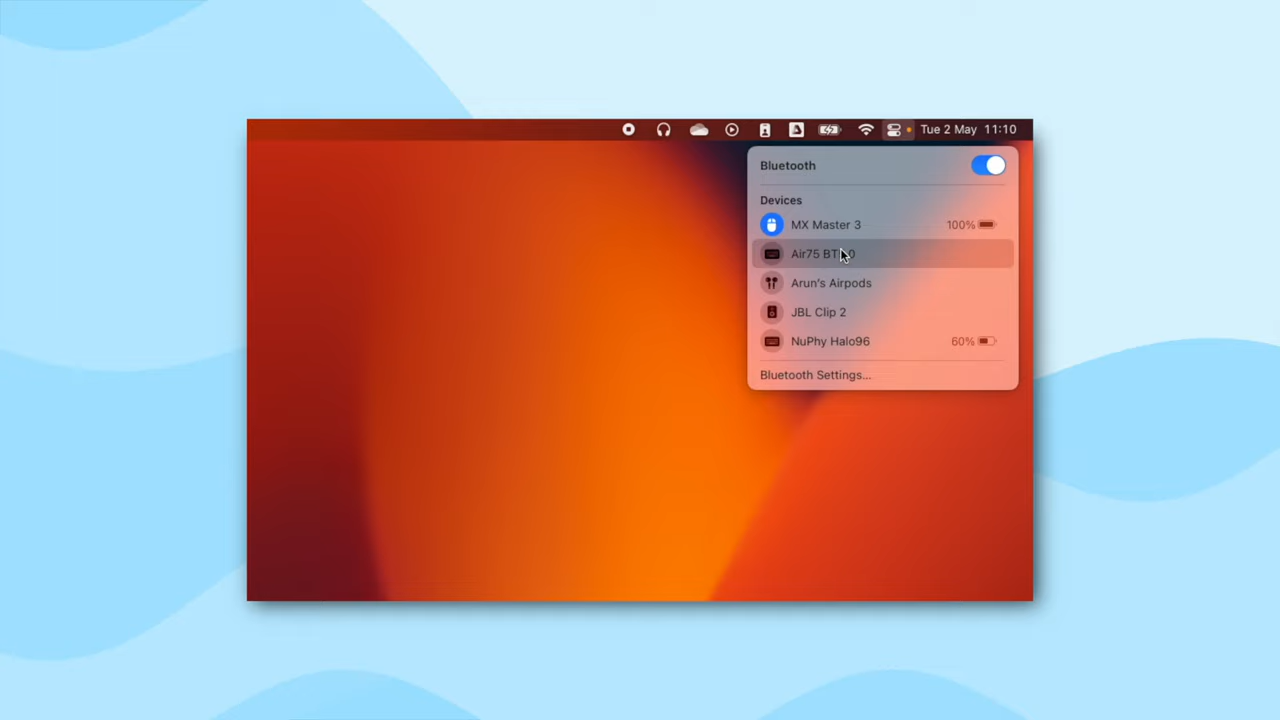 Tue 2 May 11:10
Bluetooth
Devices
MX Master 3 100%
Air75
Arun's Airpods
JBL Clip 2
NuPhy Halo96 60%
Bluetooth Settings...